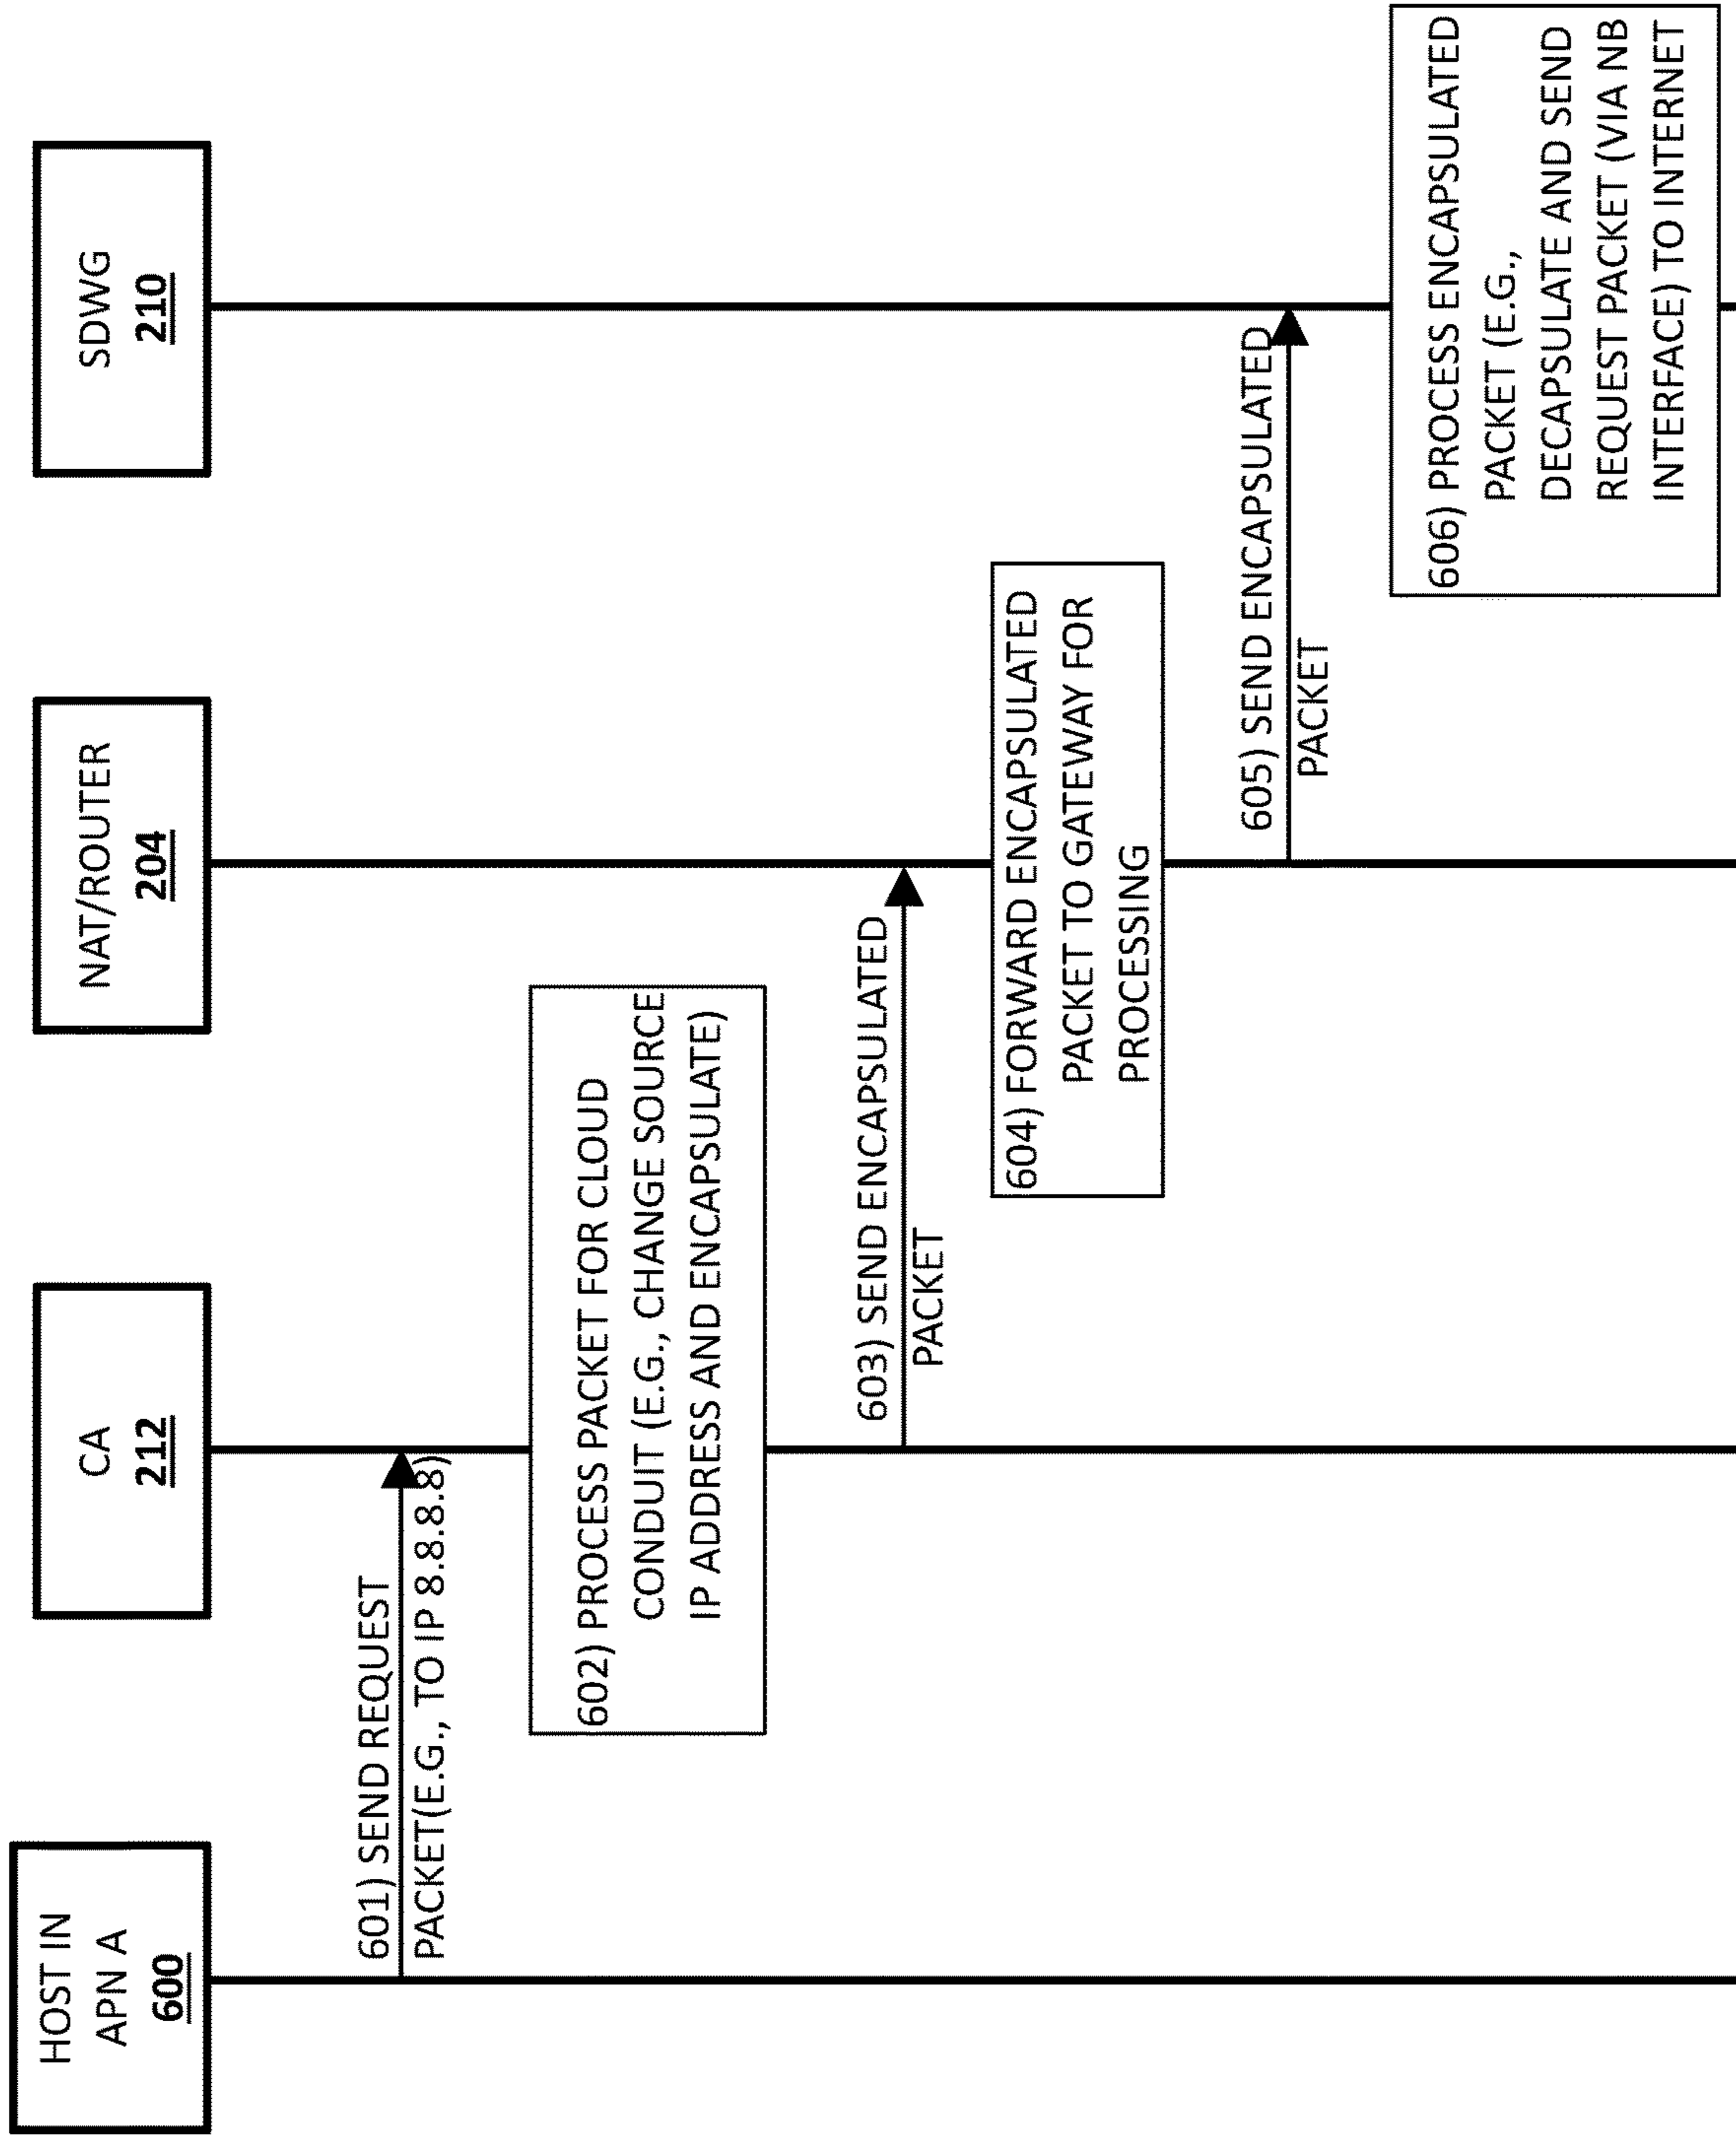 HOST IN
APN A
600
CA
212
NAT/ROUTER
204
SDWG
210
601) SEND REQUEST
PACKET(E.G., TO IP 8.8.8.8)
602) PROCESS PACKET FOR CLOUD
CONDUIT (E.G., CHANGE SOURCE
IP ADDRESS AND ENCAPSULATE)
603) SEND ENCAPSULATED
PACKET
604) FORWARD ENCAPSULATED
PACKET TO GATEWAY FOR
PROCESSING
605) SEND ENCAPSULATED
PACKET
606) PROCESS ENCAPSULATED
PACKET (E.G.,
DECAPSULATE AND SEND
REQUEST PACKET (VIA NB
INTERFACE) TO INTERNET